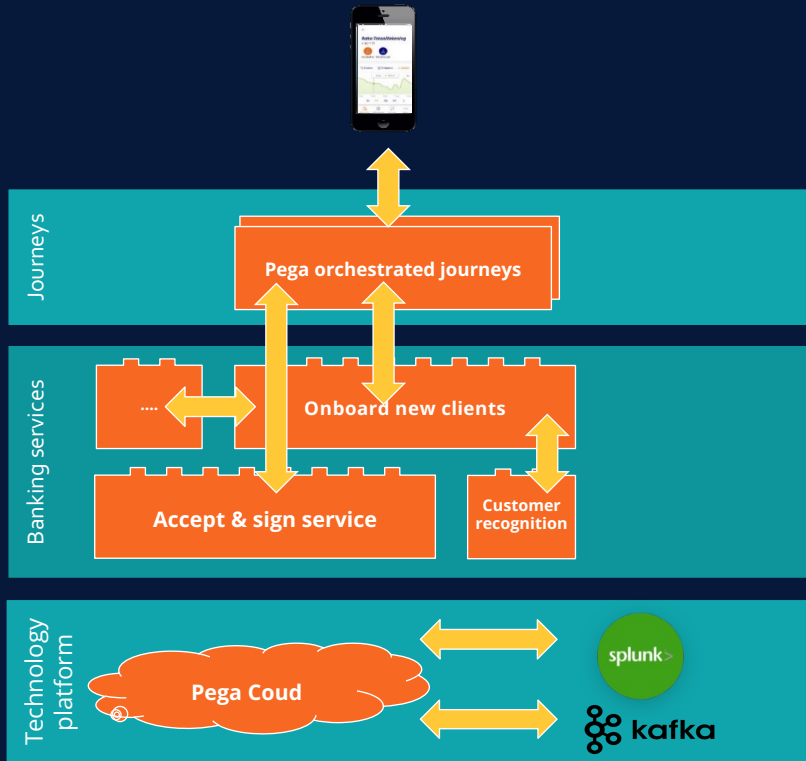 Journeys
Pega orchestrated journeys
Banking services
....
Onboard new clients
Accept & sign service
Customer
recognition
Technology
platform
Pega Coud
splunk>
kafka